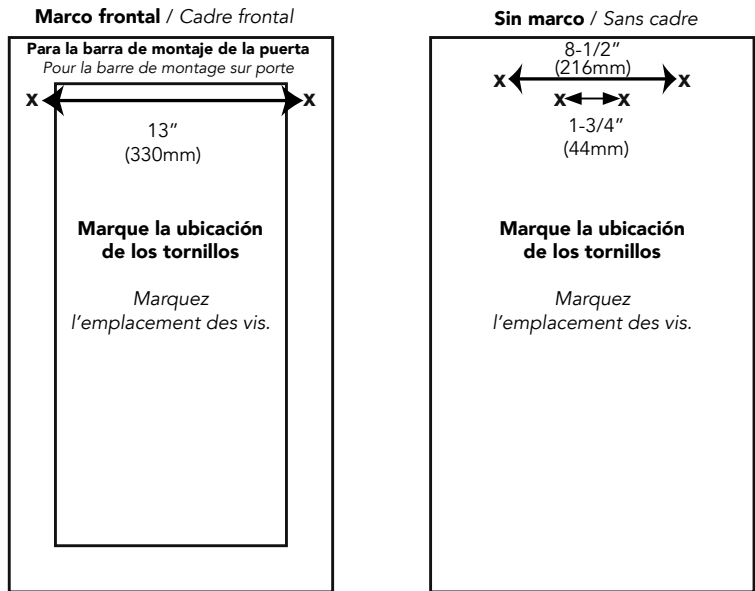 Marco frontal / Cadre frontal
Para la barra de montaje de la puerta
Pour la barre de montage sur porte
x x
13”
(330mm)
Marque la ubicación
de los tornillos
Marquez
l’emplacement des vis.
Sin marco / Sans cadre
8-1/2”
(216mm)
x x
x x
1-3/4”
(44mm)
Marque la ubicación
de los tornillos
Marquez
l’emplacement des vis.